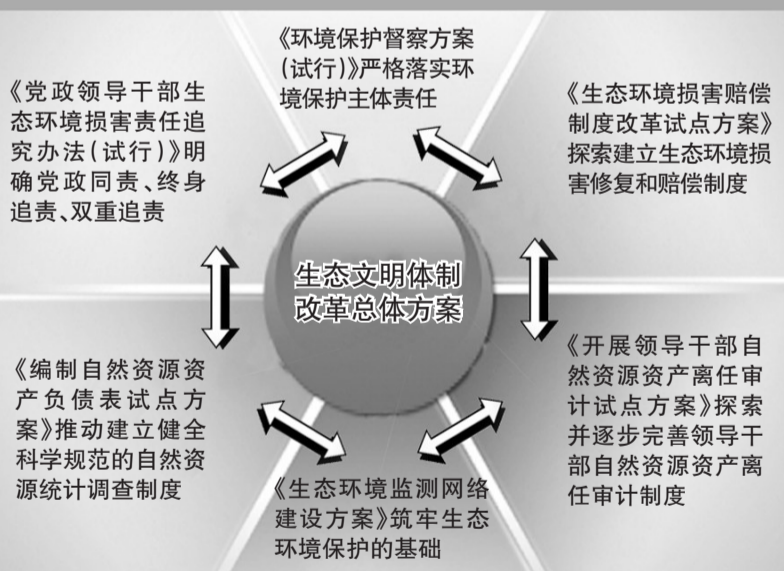 《环境保护督察方案
(试行)》严格落实环
境保护主体责任
《党政领导干部生
态环境损害责任追
究办法(试行)》明
确党政同责、终身
追责、双重追责
《生态环境损害赔偿
制度改革试点方案》
探索建立生态环境损
害修复和赔偿制度
生态文明体制
改革总体方案
《编制自然资源资
产负债表试点方
案》推动建立健全
科学规范的自然资
源统计调查制度
《开展领导干部自
然资源资产离任审
计试点方案》探索
并逐步完善领导干
部自然资源资产离
任审计制度
《生态环境监测网络
建设方案》筑牢生态
环境保护的基础